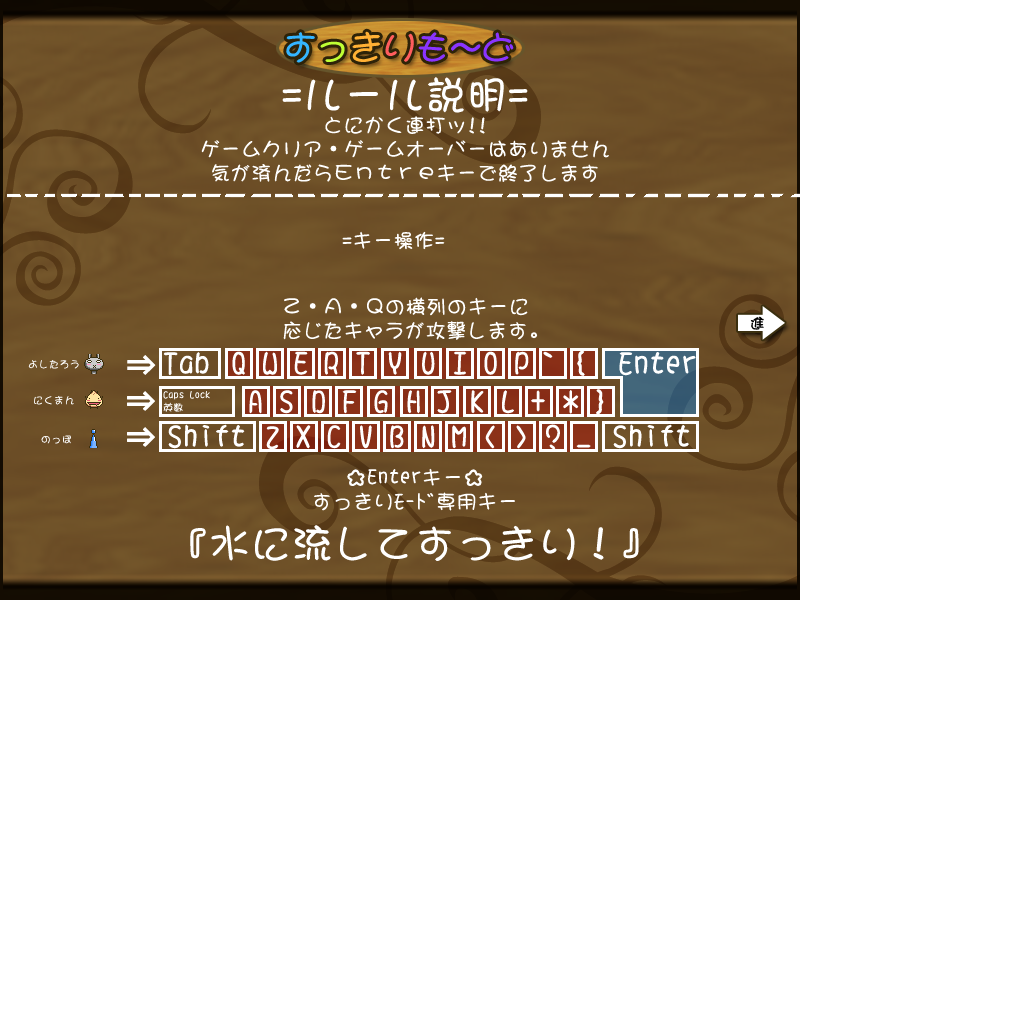 すっきりも～ど
=ルール説明=
とにかく連打ッ!!
ゲームクリア・ゲームオーバーはありません
気が済んだらＥｎｔｒｅキーで終了します
=キー操作=
Ｚ・Ａ・Ｑの横列のキーに
応じたキャラが攻撃します。
進
よしたろう ⇒ Tab Q W E R T Y U I O P ` { Enter
にくまん ⇒ Caps Lock 英数 A S D F G H J K L + * }
のっぽ ⇒ Shift Z X C V B N M < > ? _ Shift
✿Enterキー✿
すっきりﾓｰﾄﾞ専用キー
『水に流してすっきり！』